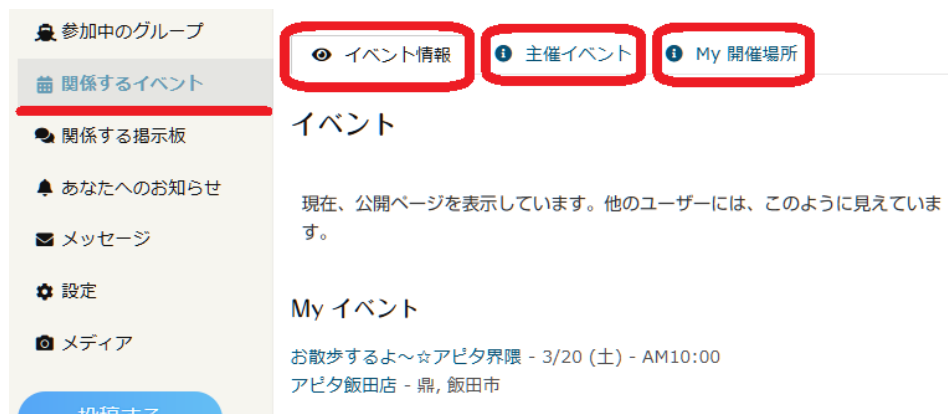 参加中のグループ
関係するイベント
関係する掲示板
あなたへのお知らせ
メッセージ
設定
メディア
投稿する
イベント情報
主催イベント
My 開催場所
イベント
現在、公開ページを表示しています。他のユーザーには、このように見えていま
す。
My イベント
お散歩するよ～☆アピタ界隈 - 3/20 (土) - AM10:00
アピタ飯田店 - 鼎, 飯田市